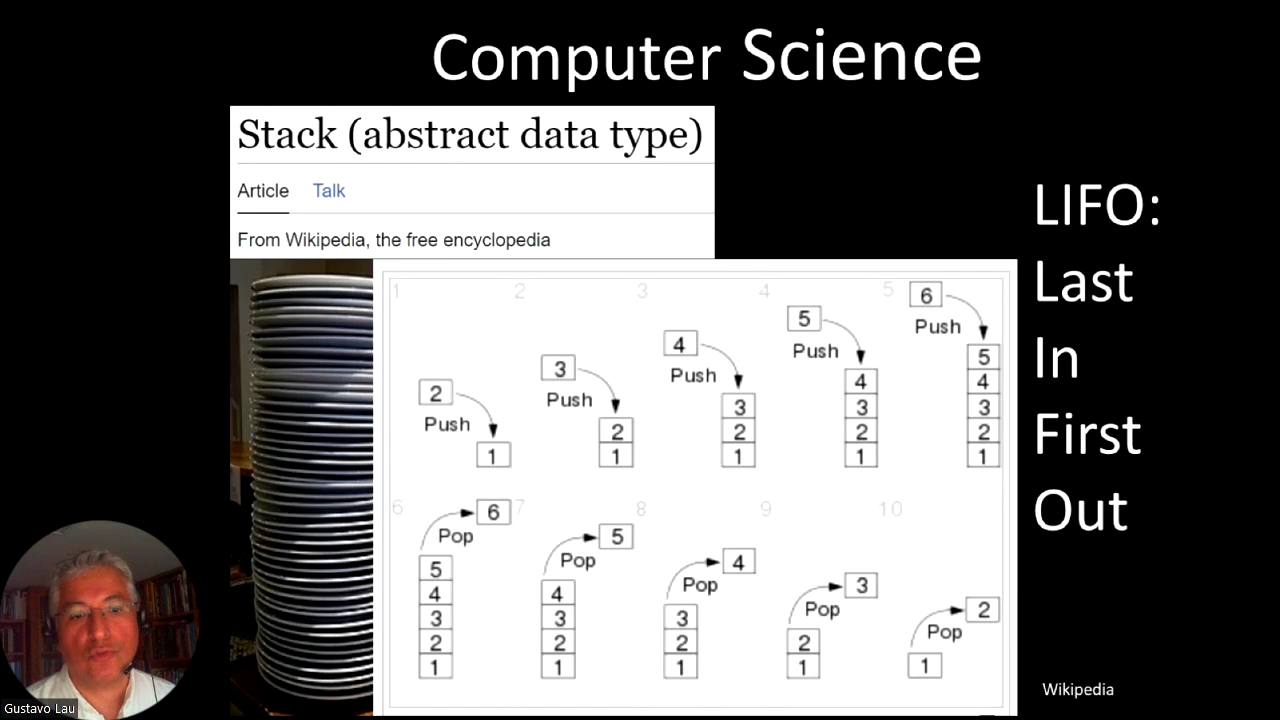 Computer Science
Stack (abstract data type)
Article Talk
From Wikipedia, the free encyclopedia
LIFO:
Last
In
First
Out
1 2 3 4 5
6
Push
5
Push
4
Push
3
Push
2
Push
5
4
3
2
1
4
3
2
1
3
2
1
2
1
1
6 7 8 9 10
6
Pop
5
4
3
2
1
5
Pop
4
3
2
1
4
Pop
3
2
1
3
Pop
2
1
2
Pop
1
Wikipedia
Gustavo Lau